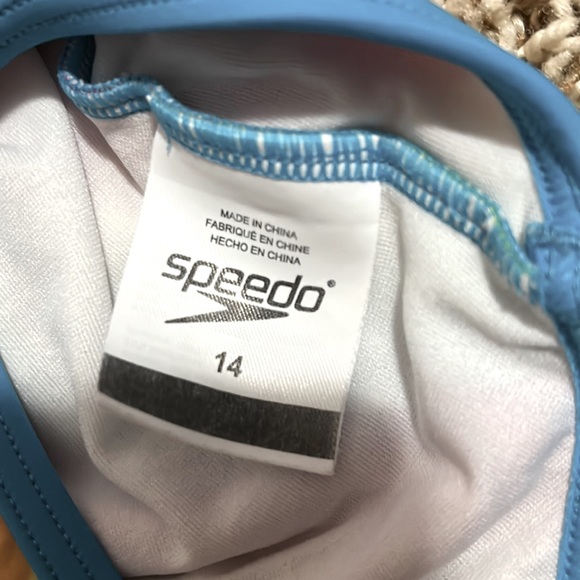 MADE IN CHINA
FABRIQUÉ EN CHINE
HECHO EN CHINA
speedo®
14